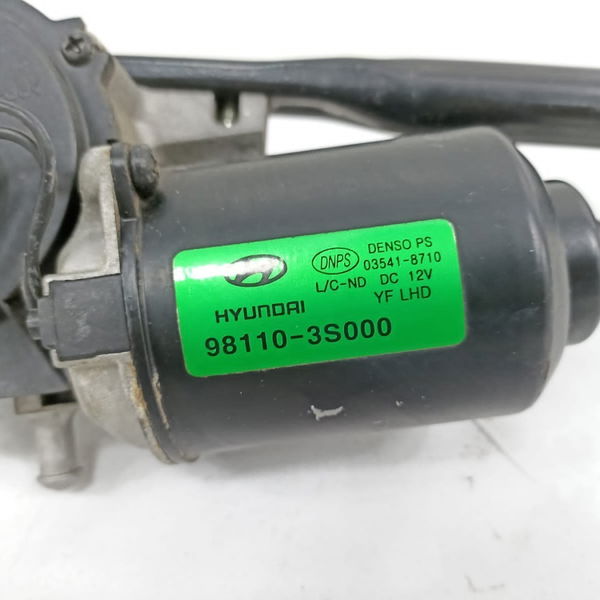 DENSO PS
DNPS 03541-8710
L/C-ND DC 12V
HYUNDAI YF LHD
98110-3S000